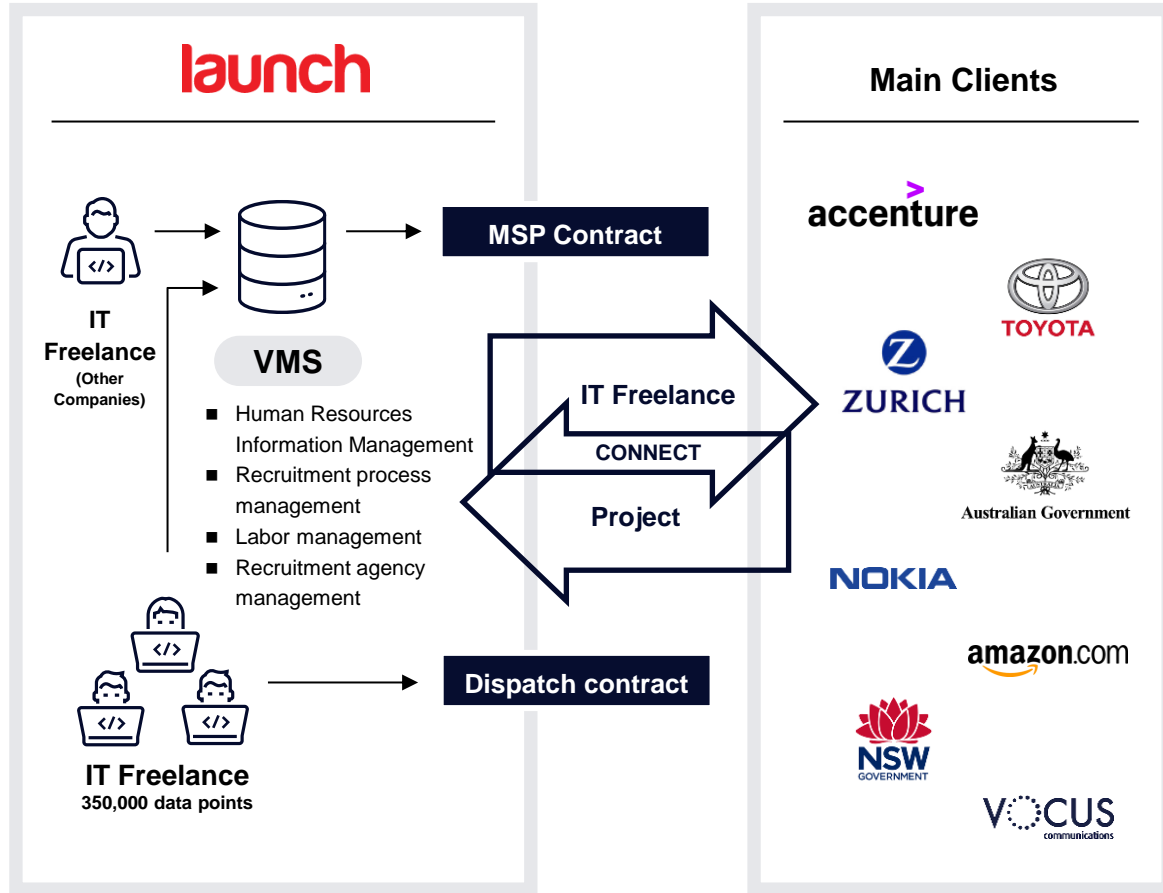 launch
</>
IT
Freelance
(Other
Companies)
VMS
■ Human Resources
Information Management
■ Recruitment process
management
■ Labor management
■ Recruitment agency
management
</>
</>
</>
IT Freelance
350,000 data points
MSP Contract
IT Freelance
CONNECT
Project
Dispatch contract
Main Clients
>
accenture
TOYOTA
Z
ZURICH
Australian Government
NOKIA
amazon.com
NSW
GOVERNMENT
VOCUS
communications